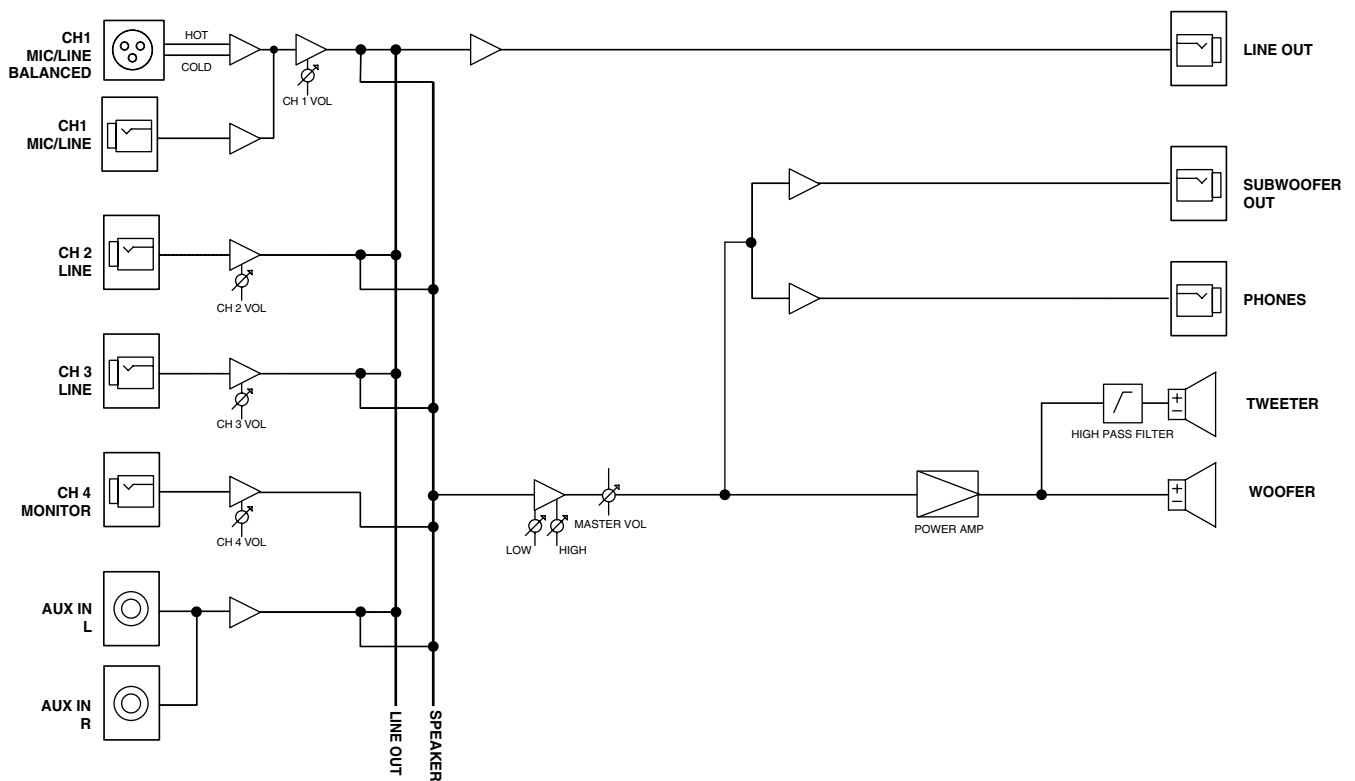 CH1
MIC/LINE
BALANCED
HOT
COLD
CH 1 VOL
LINE OUT
CH1
MIC/LINE
SUBWOOFER
OUT
CH 2
LINE
CH 2 VOL
PHONES
CH 3
LINE
CH 3 VOL
TWEETER
HIGH PASS FILTER
CH 4
MONITOR
CH 4 VOL
LOW
HIGH
MASTER VOL
POWER AMP
WOOFER
AUX IN
L
AUX IN
R
LINE OUT
SPEAKER